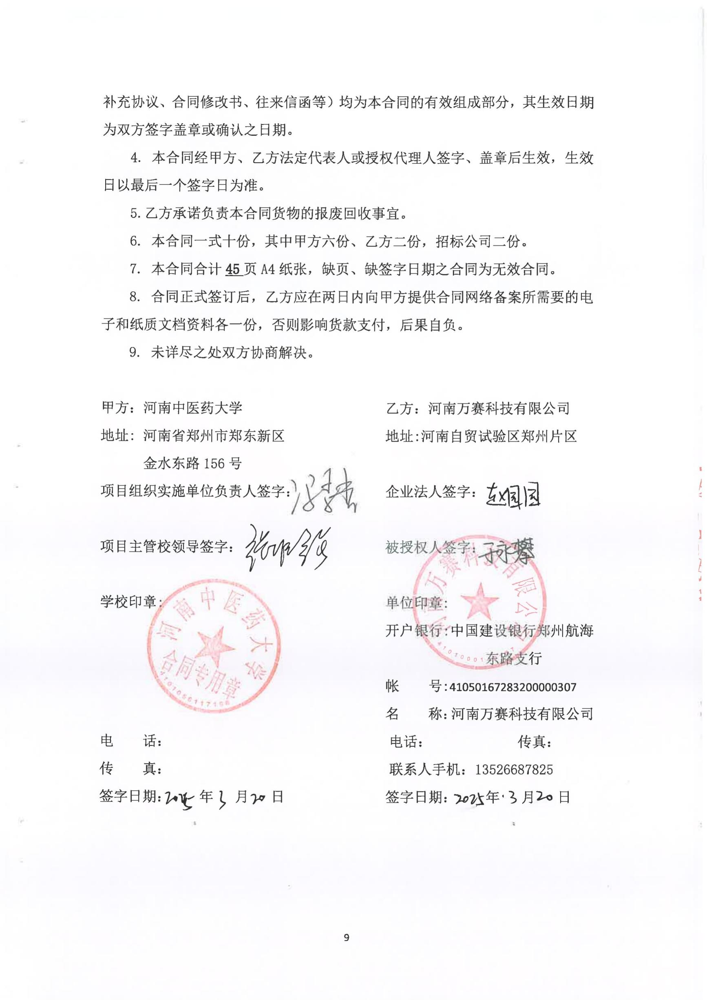 补充协议、合同修改书、往来信函等）均为本合同的有效组成部分，其生效日期
为双方签字盖章或确认之日期。
4. 本合同经甲方、乙方法定代表人或授权代理人签字、盖章后生效，生效
日以最后一个签字日为准。
5.乙方承诺负责本合同货物的报废回收事宜。
6. 本合同一式十份，其中甲方六份、乙方二份，招标公司二份。
7. 本合同合计 45 页 A4 纸张，缺页、缺签字日期之合同为无效合同。
8. 合同正式签订后，乙方应在两日内向甲方提供合同网络备案所需要的电
子和纸质文档资料各一份，否则影响货款支付，后果自负。
9. 未详尽之处双方协商解决。
甲方：河南中医药大学
地址：河南省郑州市郑东新区
金水东路 156 号
项目组织实施单位负责人签字：
项目主管校领导签字：
学校印章：
河南中医药大学
合同专用章
电 话：
传 真：
签字日期：2025 年 3 月 20 日
乙方：河南万赛科技有限公司
地址:河南自贸试验区郑州片区
企业法人签字：赵园园
被授权人签字：于永攀
单位印章：
河南万赛科技有限公司
开户银行:中国建设银行郑州航海
东路支行
帐 号:41050167283200000307
名 称:河南万赛科技有限公司
电话： 传真：
联系人手机：13526687825
签字日期：2025年3月20日
9